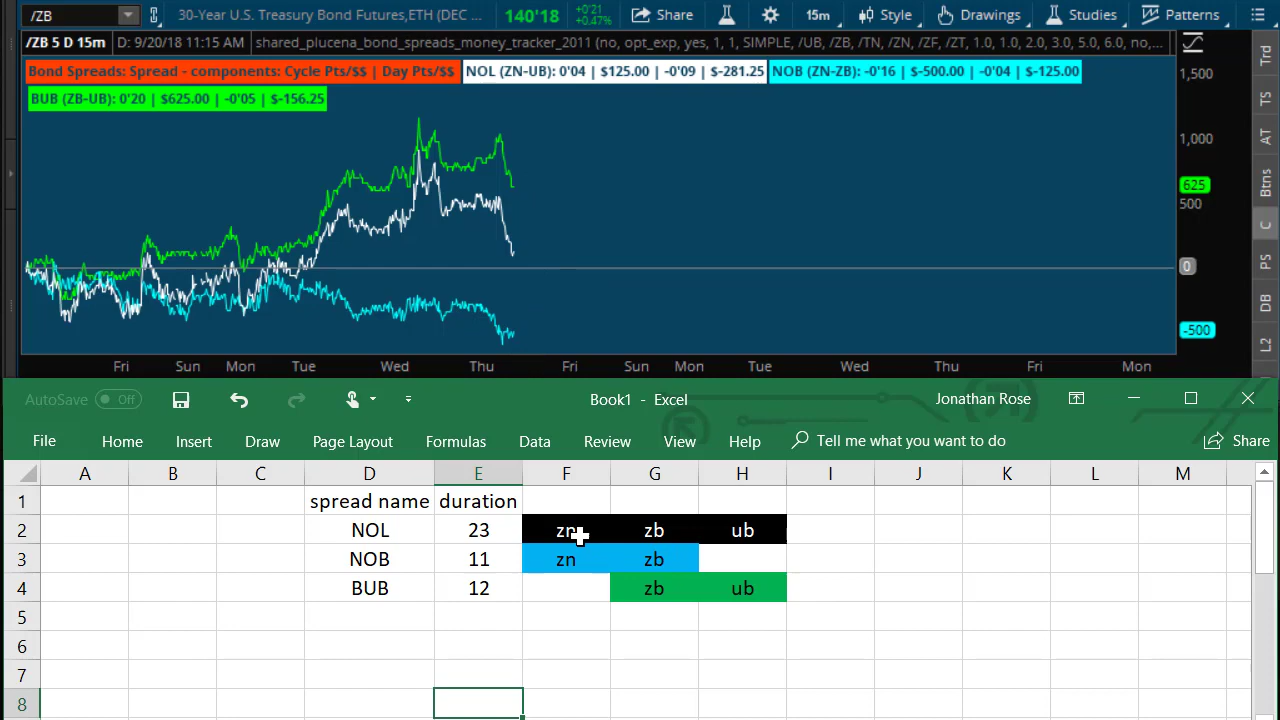 /ZB 30-Year U.S. Treasury Bond Futures,ETH (DEC ... 140'18 +0'21 +0.47% Share 15m Style Drawings Studies Patterns
/ZB 5 D 15m D: 9/20/18 11:15 AM shared_plucena_bond_spreads_money_tracker_2011 (no, opt_exp, yes, 1, 1, SIMPLE, /UB, /ZB, /TN, /ZN, /ZF, /ZT, 1.0, 1.0, 2.0, 3.0, 5.0, 6.0, no,...
Bond Spreads: Spread - components: Cycle Pts/$$ | Day Pts/$$ NOL (ZN-UB): 0'04 | $125.00 | -0'09 | $-281.25 NOB (ZN-ZB): -0'16 | $-500.00 | -0'04 | $-125.00
BUB (ZB-UB): 0'20 | $625.00 | -0'05 | $-156.25
1,500
1,000
625
500
0
-500
Trd
TS
AT
Btns
C
PS
DB
L2
Fri Sun Mon Tue Wed Thu Fri Sun Mon Tue Wed Thu Fri Mon
AutoSave Off Book1 - Excel Jonathan Rose
File Home Insert Draw Page Layout Formulas Data Review View Help Tell me what you want to do Share
A B C D E F G H I J K L M
1 spread name duration
2 NOL 23 zn zb ub
3 NOB 11 zn zb
4 BUB 12 zb ub
5
6
7
8